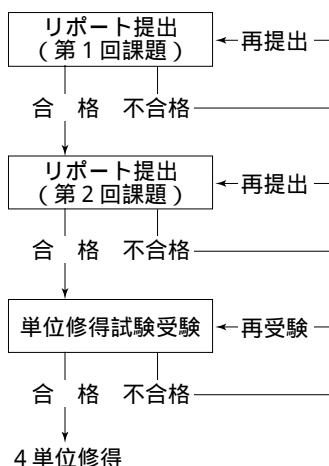 リポート提出
（第１回課題）
再提出
合　格　不合格
リポート提出
（第２回課題）
再提出
合　格　不合格
単位修得試験受験
再受験
合　格　不合格
４単位修得